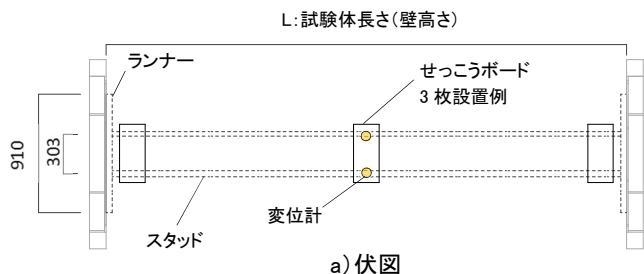 L:試験体長さ(壁高さ)
ランナー
せっこうボード
3 枚設置例
910
303
変位計
スタッド
a)伏図